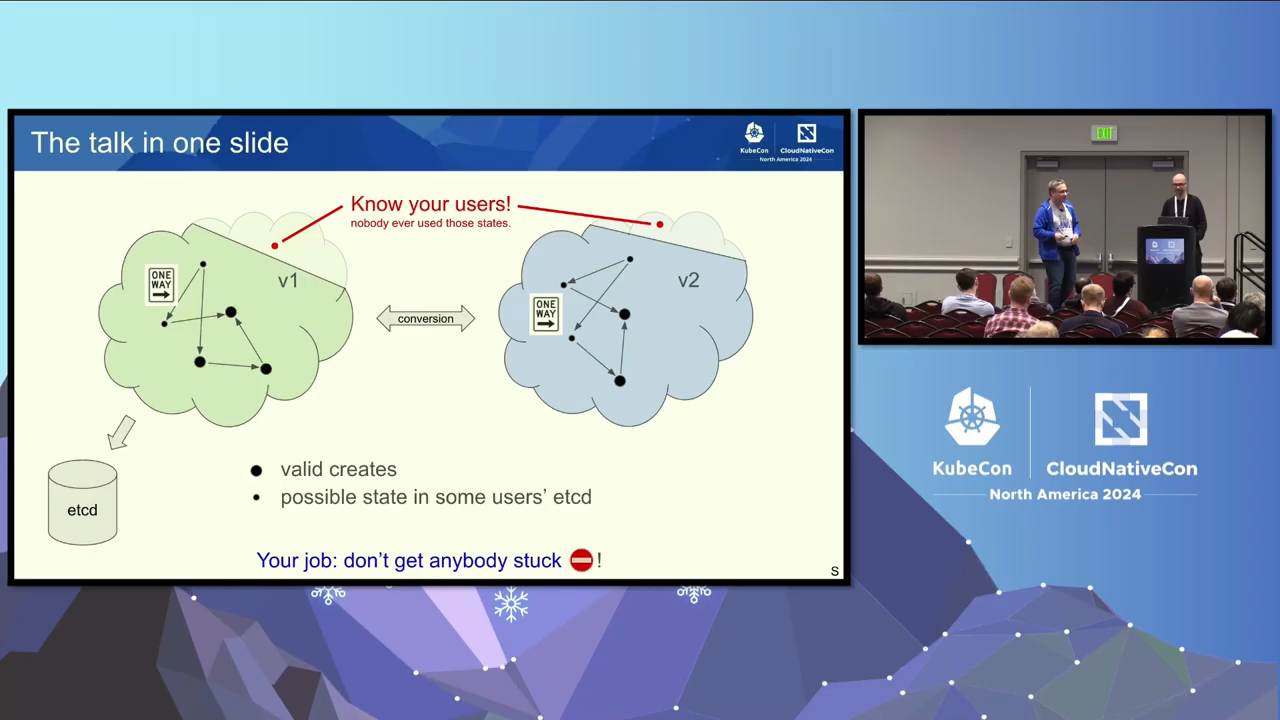 The talk in one slide
KubeCon
CloudNativeCon
North America 2024
Know your users!
nobody ever used those states.
ONE
WAY
v1
conversion
ONE
WAY
v2
etcd
valid creates
possible state in some users' etcd
Your job: don't get anybody stuck !
S
EXIT
KubeCon
CloudNativeCon
North America 2024